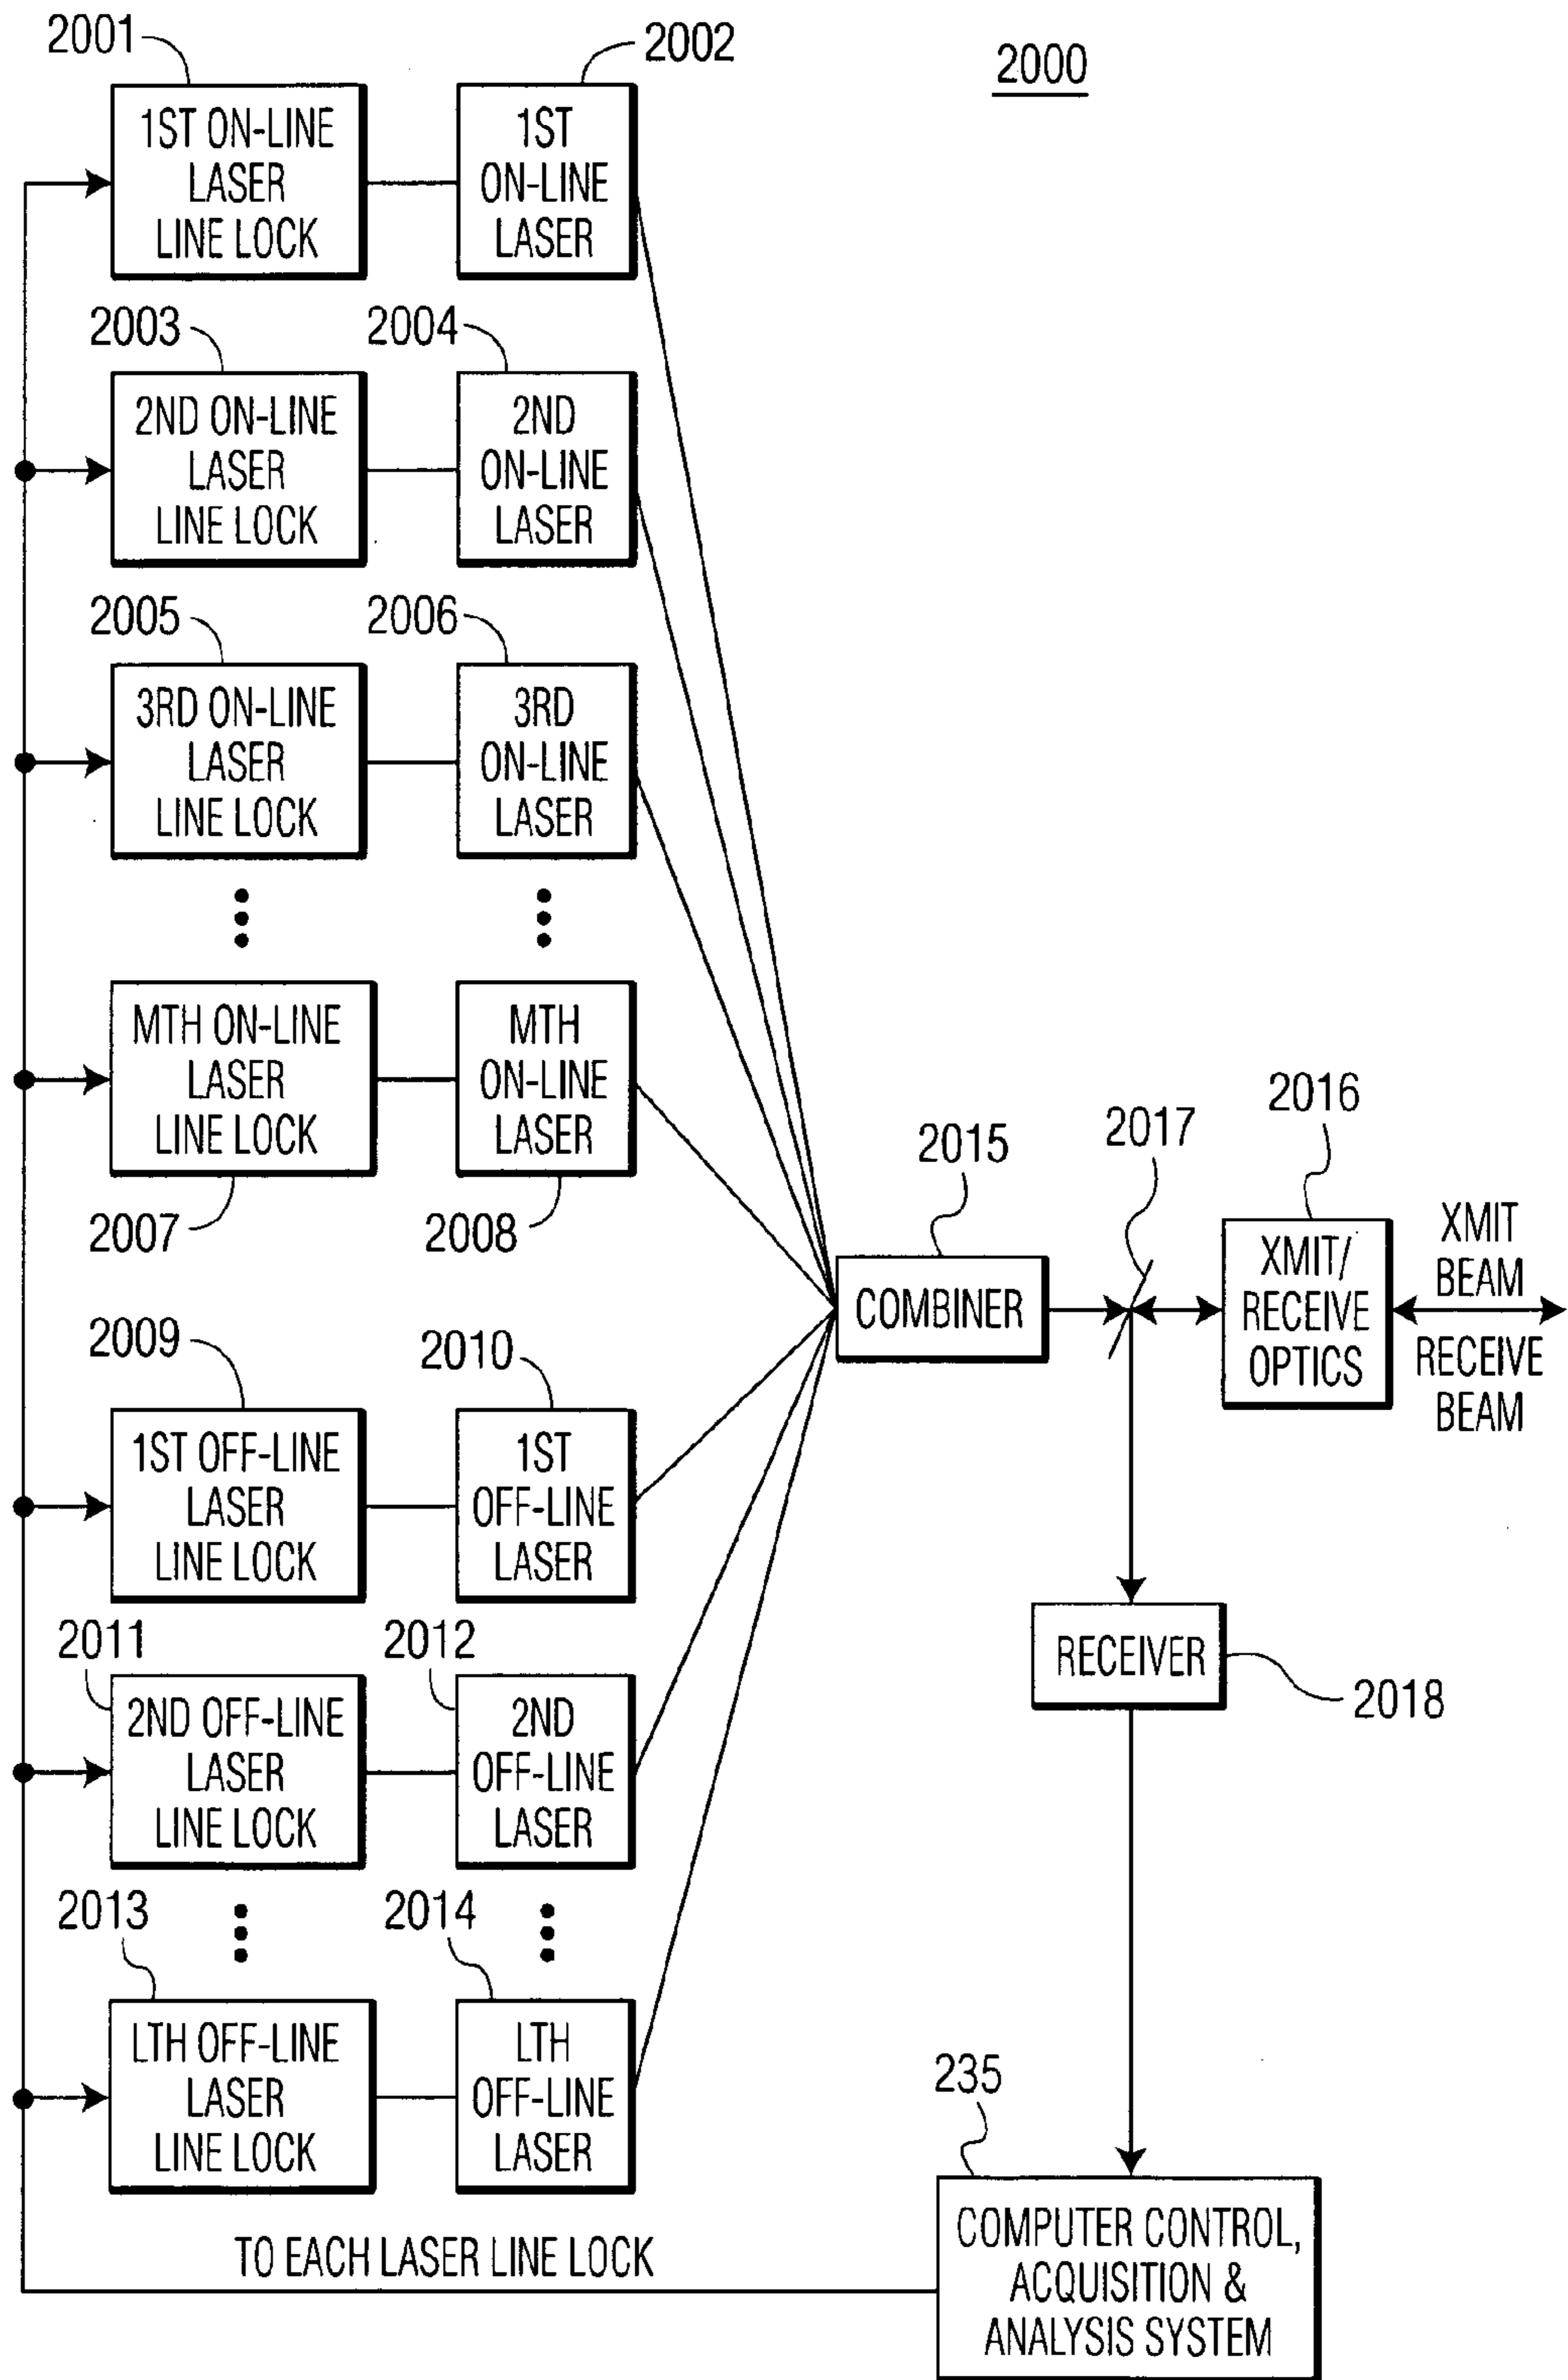 2001
2002
2000
1ST ON-LINE
LASER
LINE LOCK
1ST
ON-LINE
LASER
2003
2004
2ND ON-LINE
LASER
LINE LOCK
2ND
ON-LINE
LASER
2005
2006
3RD ON-LINE
LASER
LINE LOCK
3RD
ON-LINE
LASER
MTH ON-LINE
LASER
LINE LOCK
MTH
ON-LINE
LASER
2007
2008
2015
2017
2016
COMBINER
XMIT/
RECEIVE
OPTICS
XMIT
BEAM
RECEIVE
BEAM
2009
2010
1ST OFF-LINE
LASER
LINE LOCK
1ST
OFF-LINE
LASER
2011
2012
2ND OFF-LINE
LASER
LINE LOCK
2ND
OFF-LINE
LASER
RECEIVER
2018
2013
2014
LTH OFF-LINE
LASER
LINE LOCK
LTH
OFF-LINE
LASER
235
TO EACH LASER LINE LOCK
COMPUTER CONTROL,
ACQUISITION &
ANALYSIS SYSTEM